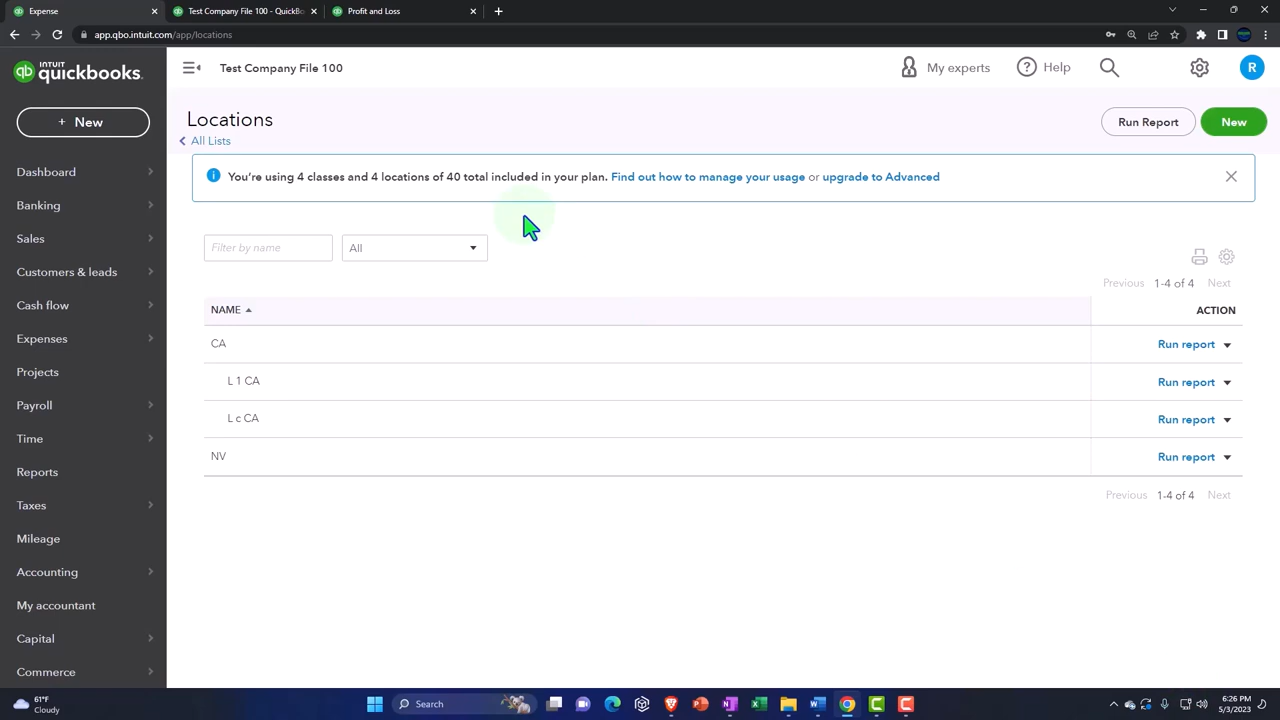 Expense
Test Company File 100 - QuickBo
Profit and Loss
app.qbo.intuit.com/app/locations
INTUIT
quickbooks.
Test Company File 100
My experts
Help
R
+ New
Locations
All Lists
Run Report
New
You're using 4 classes and 4 locations of 40 total included in your plan. Find out how to manage your usage or upgrade to Advanced
Dashboard
Banking
Sales
Customers & leads
Cash flow
Expenses
Projects
Payroll
Time
Reports
Taxes
Mileage
Accounting
My accountant
Capital
Commerce
Filter by name
All
Previous 1-4 of 4 Next
NAME
ACTION
CA
Run report
L 1 CA
Run report
L c CA
Run report
NV
Run report
Previous 1-4 of 4 Next
61°F
Cloudy
Search
6:26 PM
5/3/2023